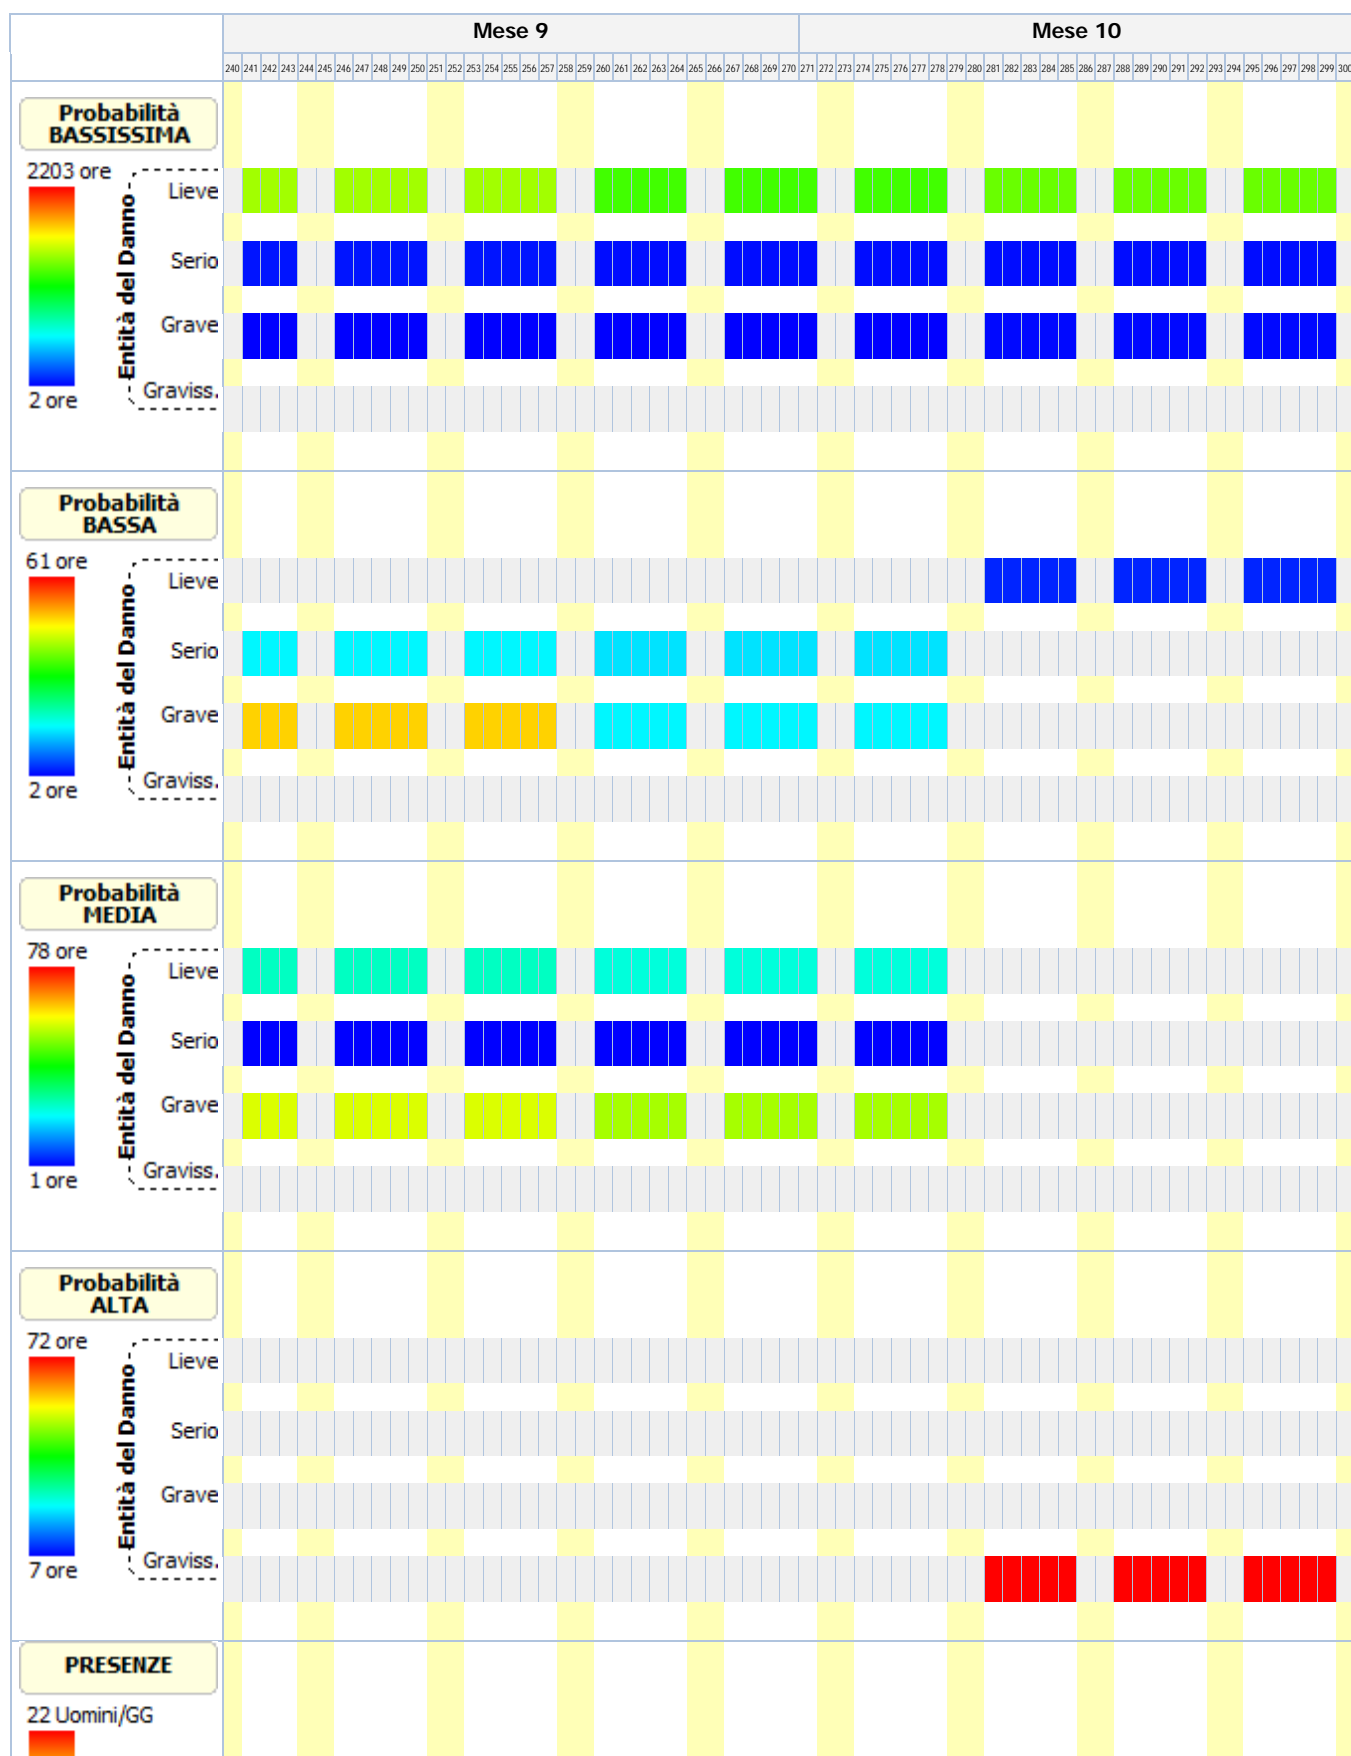 Mese 9 Mese 10
240 241 242 243 244 245 246 247 248 249 250 251 252 253 254 255 256 257 258 259 260 261 262 263 264 265 266 267 268 269 270 271 272 273 274 275 276 277 278 279 280 281 282 283 284 285 286 287 288 289 290 291 292 293 294 295 296 297 298 299 300
Probabilità
BASSISSIMA
2203 ore
Entità del Danno
Lieve
Serio
Grave
Graviss.
2 ore
Probabilità
BASSA
61 ore
Entità del Danno
Lieve
Serio
Grave
Graviss.
2 ore
Probabilità
MEDIA
78 ore
Entità del Danno
Lieve
Serio
Grave
Graviss.
1 ore
Probabilità
ALTA
72 ore
Entità del Danno
Lieve
Serio
Grave
Graviss.
7 ore
PRESENZE
22 Uomini/GG